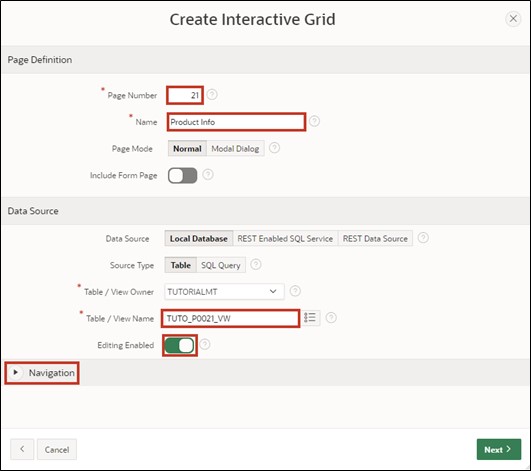 Create Interactive Grid
Page Definition
* Page Number 21
* Name Product Info
Page Mode Normal Modal Dialog
Include Form Page
Data Source
Data Source Local Database REST Enabled SQL Service REST Data Source
Source Type Table SQL Query
* Table / View Owner TUTORIALMT
* Table / View Name TUTO_P0021_VW
Editing Enabled
Navigation
Cancel Next